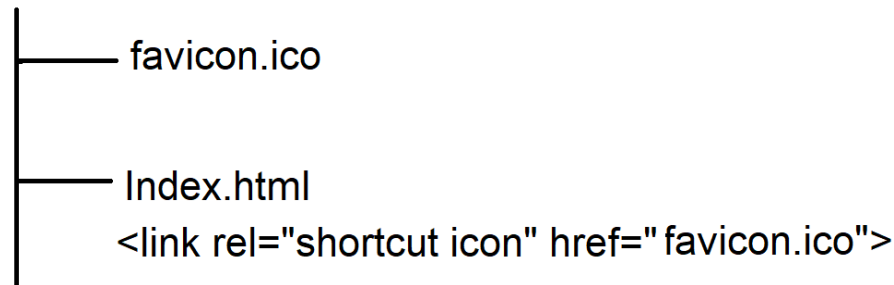 favicon.ico
Index.html
<link rel="shortcut icon" href=" favicon.ico">